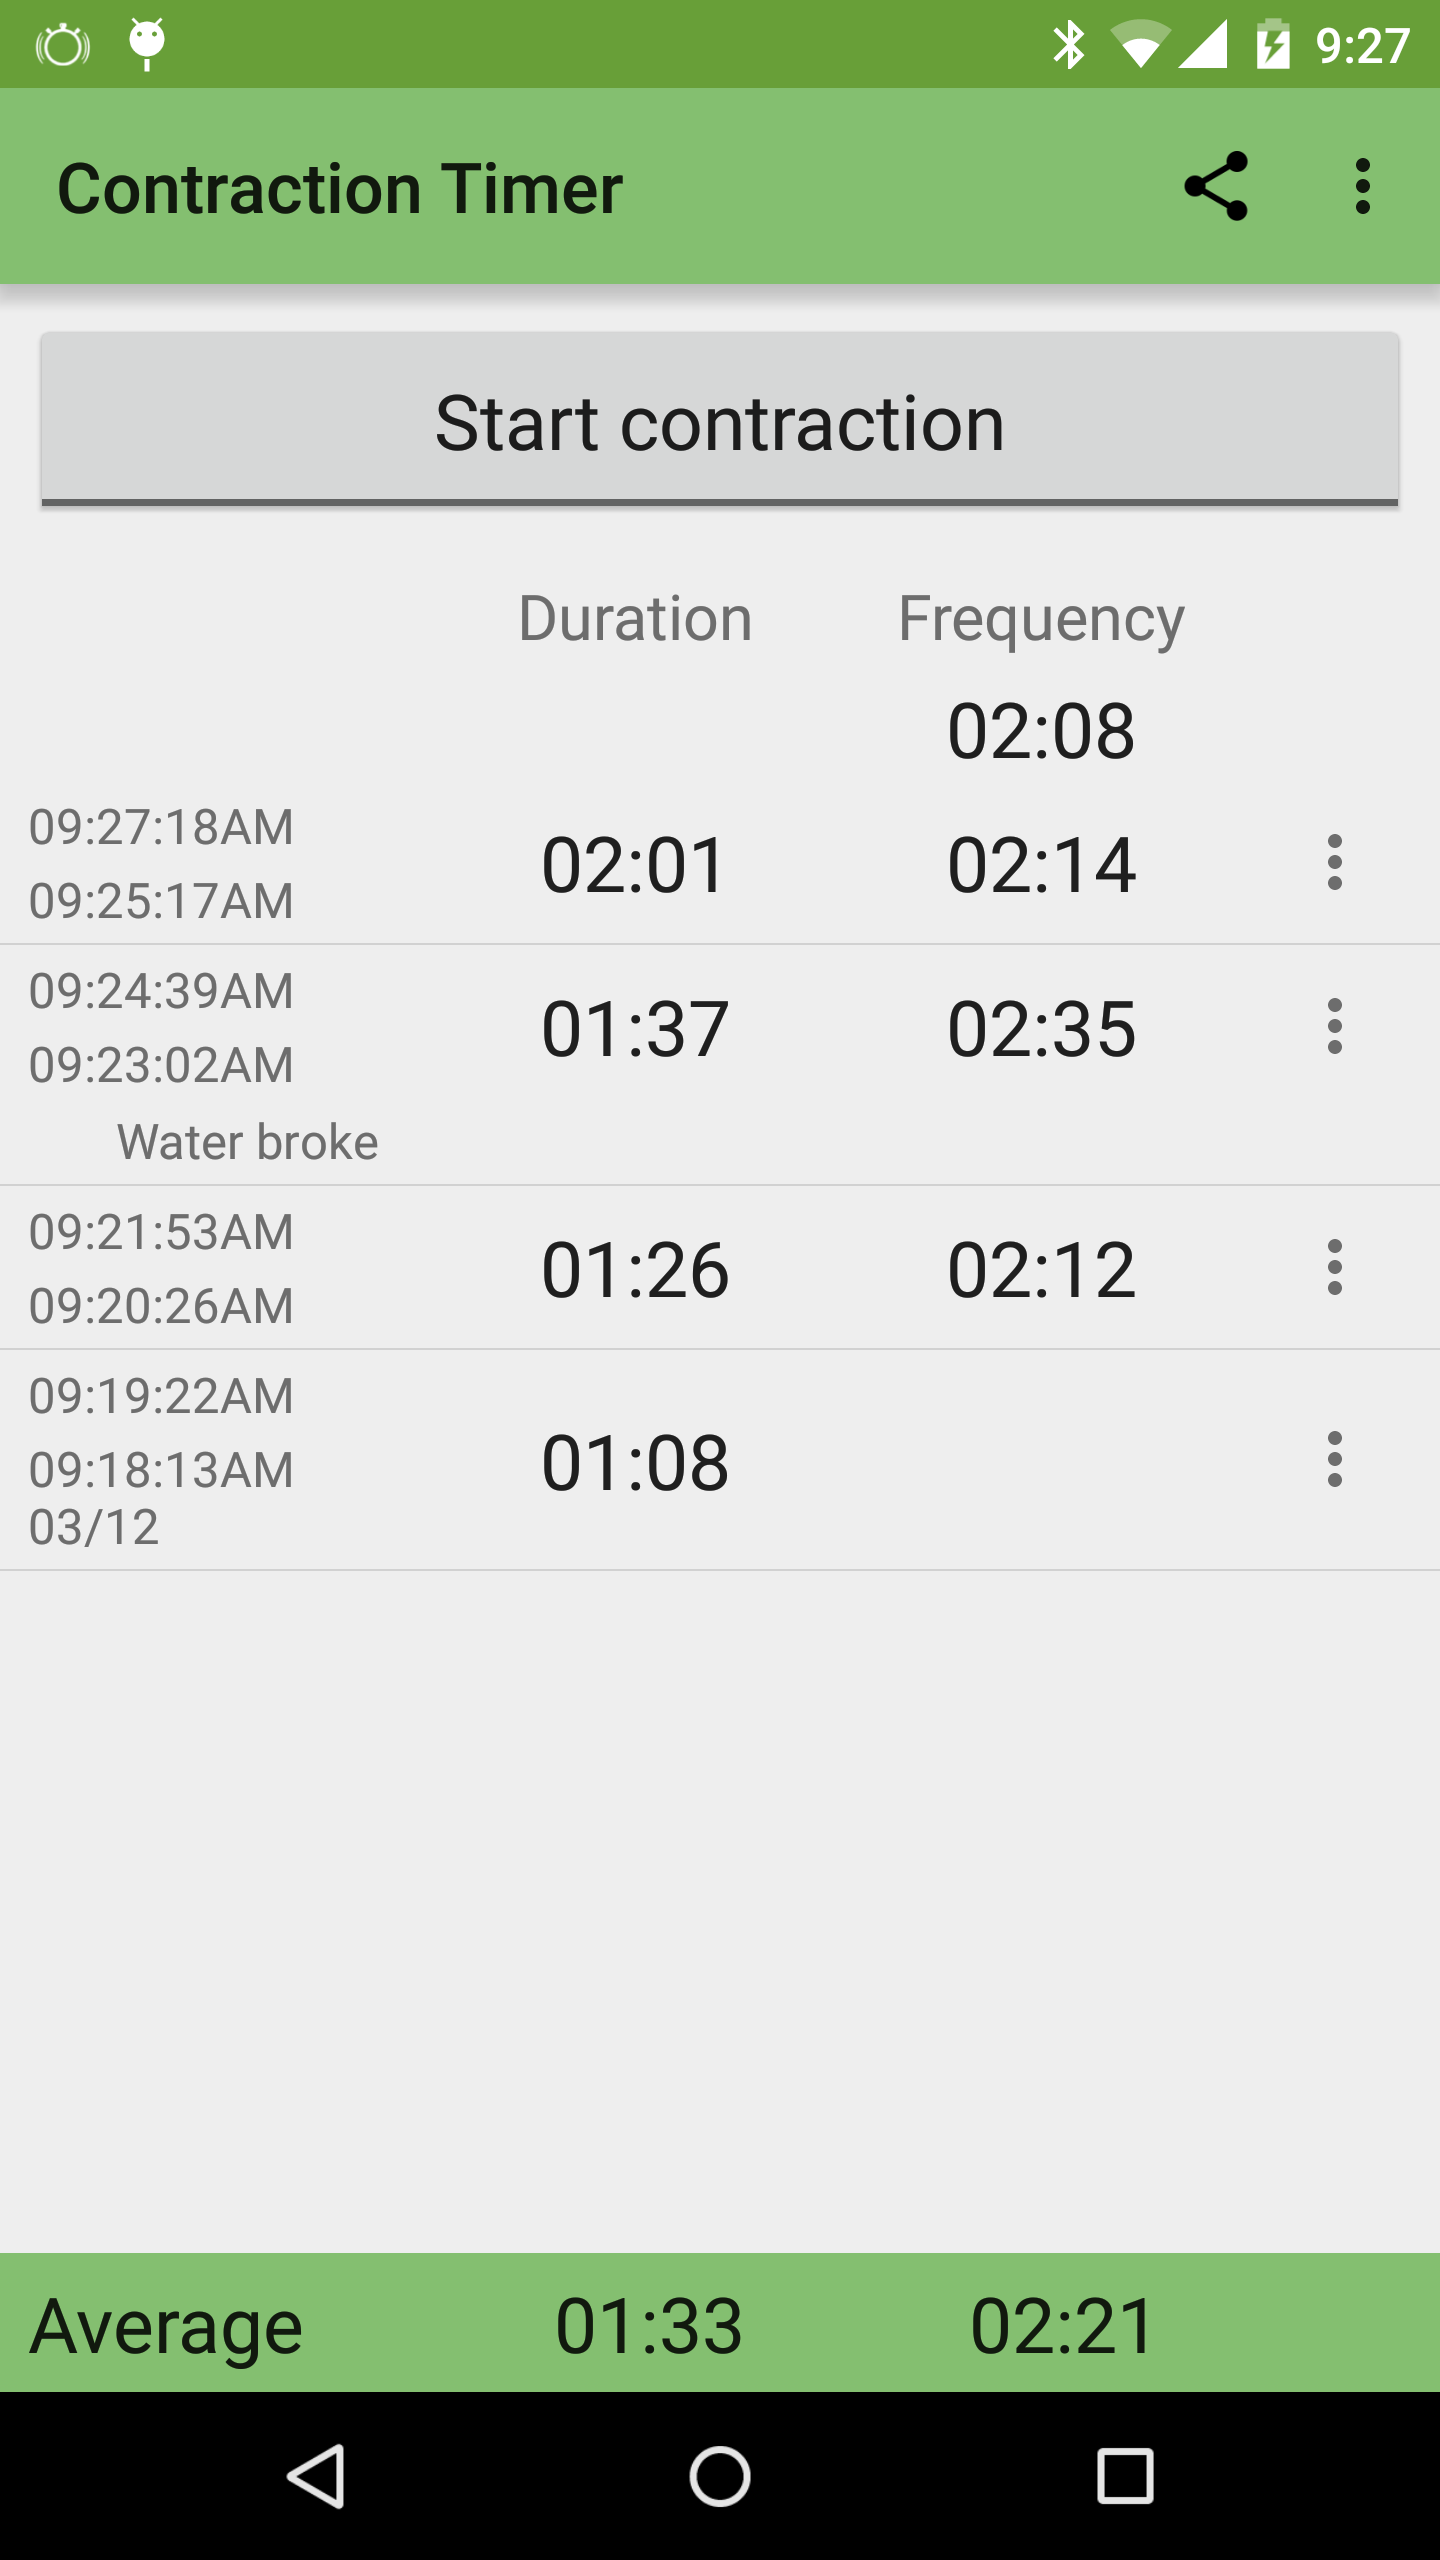 9:27
Contraction Timer
Start contraction
Duration Frequency
02:08
09:27:18AM
09:25:17AM
02:01 02:14
09:24:39AM
09:23:02AM
01:37 02:35
Water broke
09:21:53AM
09:20:26AM
01:26 02:12
09:19:22AM
09:18:13AM
03/12
01:08
Average 01:33 02:21